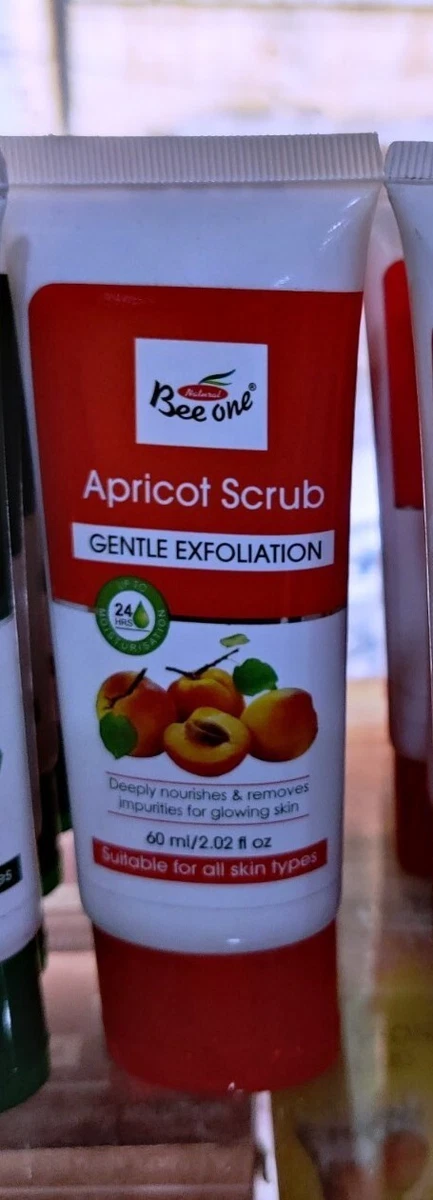 Natural
Bee one®
Apricot Scrub
GENTLE EXFOLIATION
UP TO
24
HRS
MOISTURISATION
Deeply nourishes & removes
impurities for glowing skin
60 ml/2.02 fl oz
Suitable for all skin types